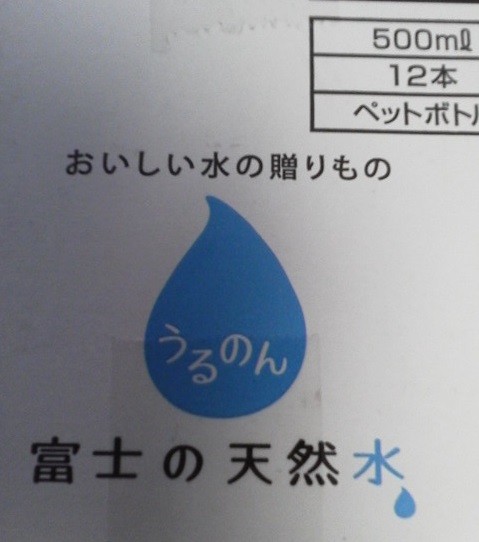 500mℓ
12本
ペットボトル
おいしい水の贈りもの
うるのん
富士の天然水